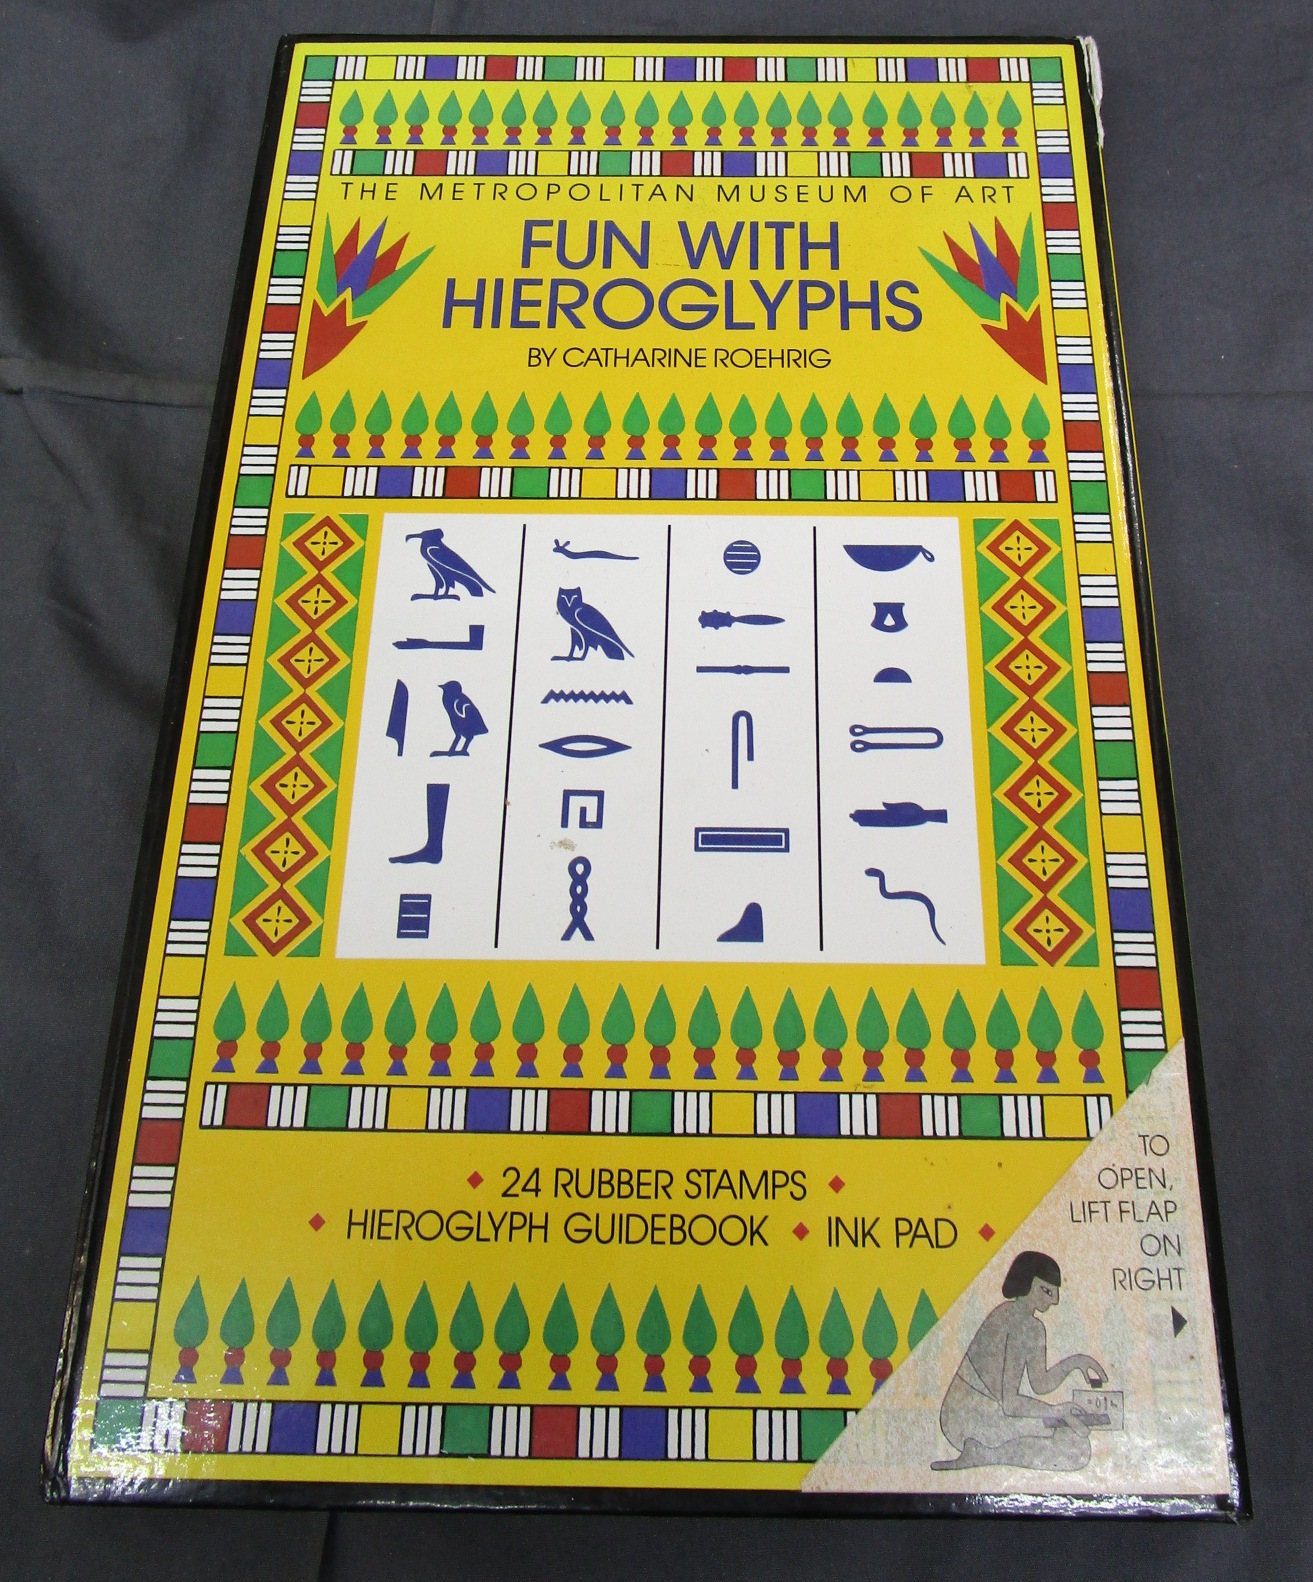 THE METROPOLITAN MUSEUM OF ART
FUN WITH
HIEROGLYPHS
BY CATHARINE ROEHRIG
◆ 24 RUBBER STAMPS ◆
◆ HIEROGLYPH GUIDEBOOK ◆ INK PAD ◆
TO
OPEN,
LIFT FLAP
ON
RIGHT